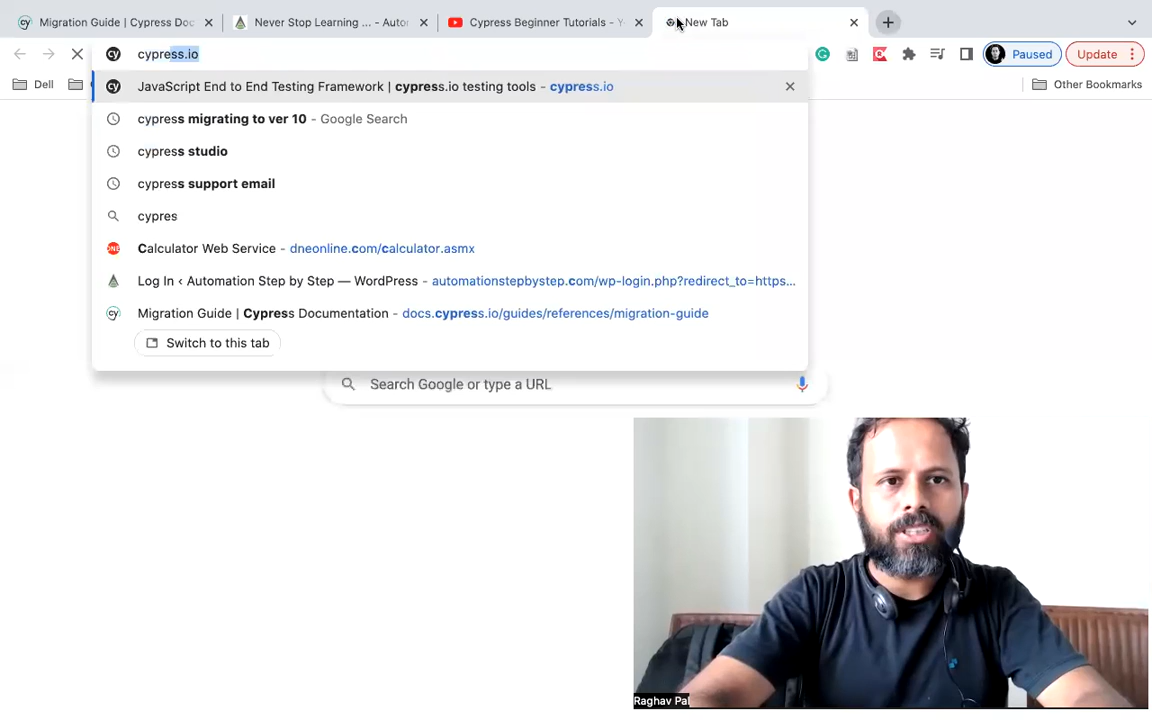 Migration Guide | Cypress Doc
Never Stop Learning ... - Auto
Cypress Beginner Tutorials - Y
New Tab
cypress.io
Paused
Update
Dell
Other Bookmarks
JavaScript End to End Testing Framework | cypress.io testing tools - cypress.io
cypress migrating to ver 10 - Google Search
cypress studio
cypress support email
cypres
Calculator Web Service - dneonline.com/calculator.asmx
Log In ‹ Automation Step by Step — WordPress - automationstepbystep.com/wp-login.php?redirect_to=https...
Migration Guide | Cypress Documentation - docs.cypress.io/guides/references/migration-guide
Switch to this tab
Search Google or type a URL
Raghav Pal